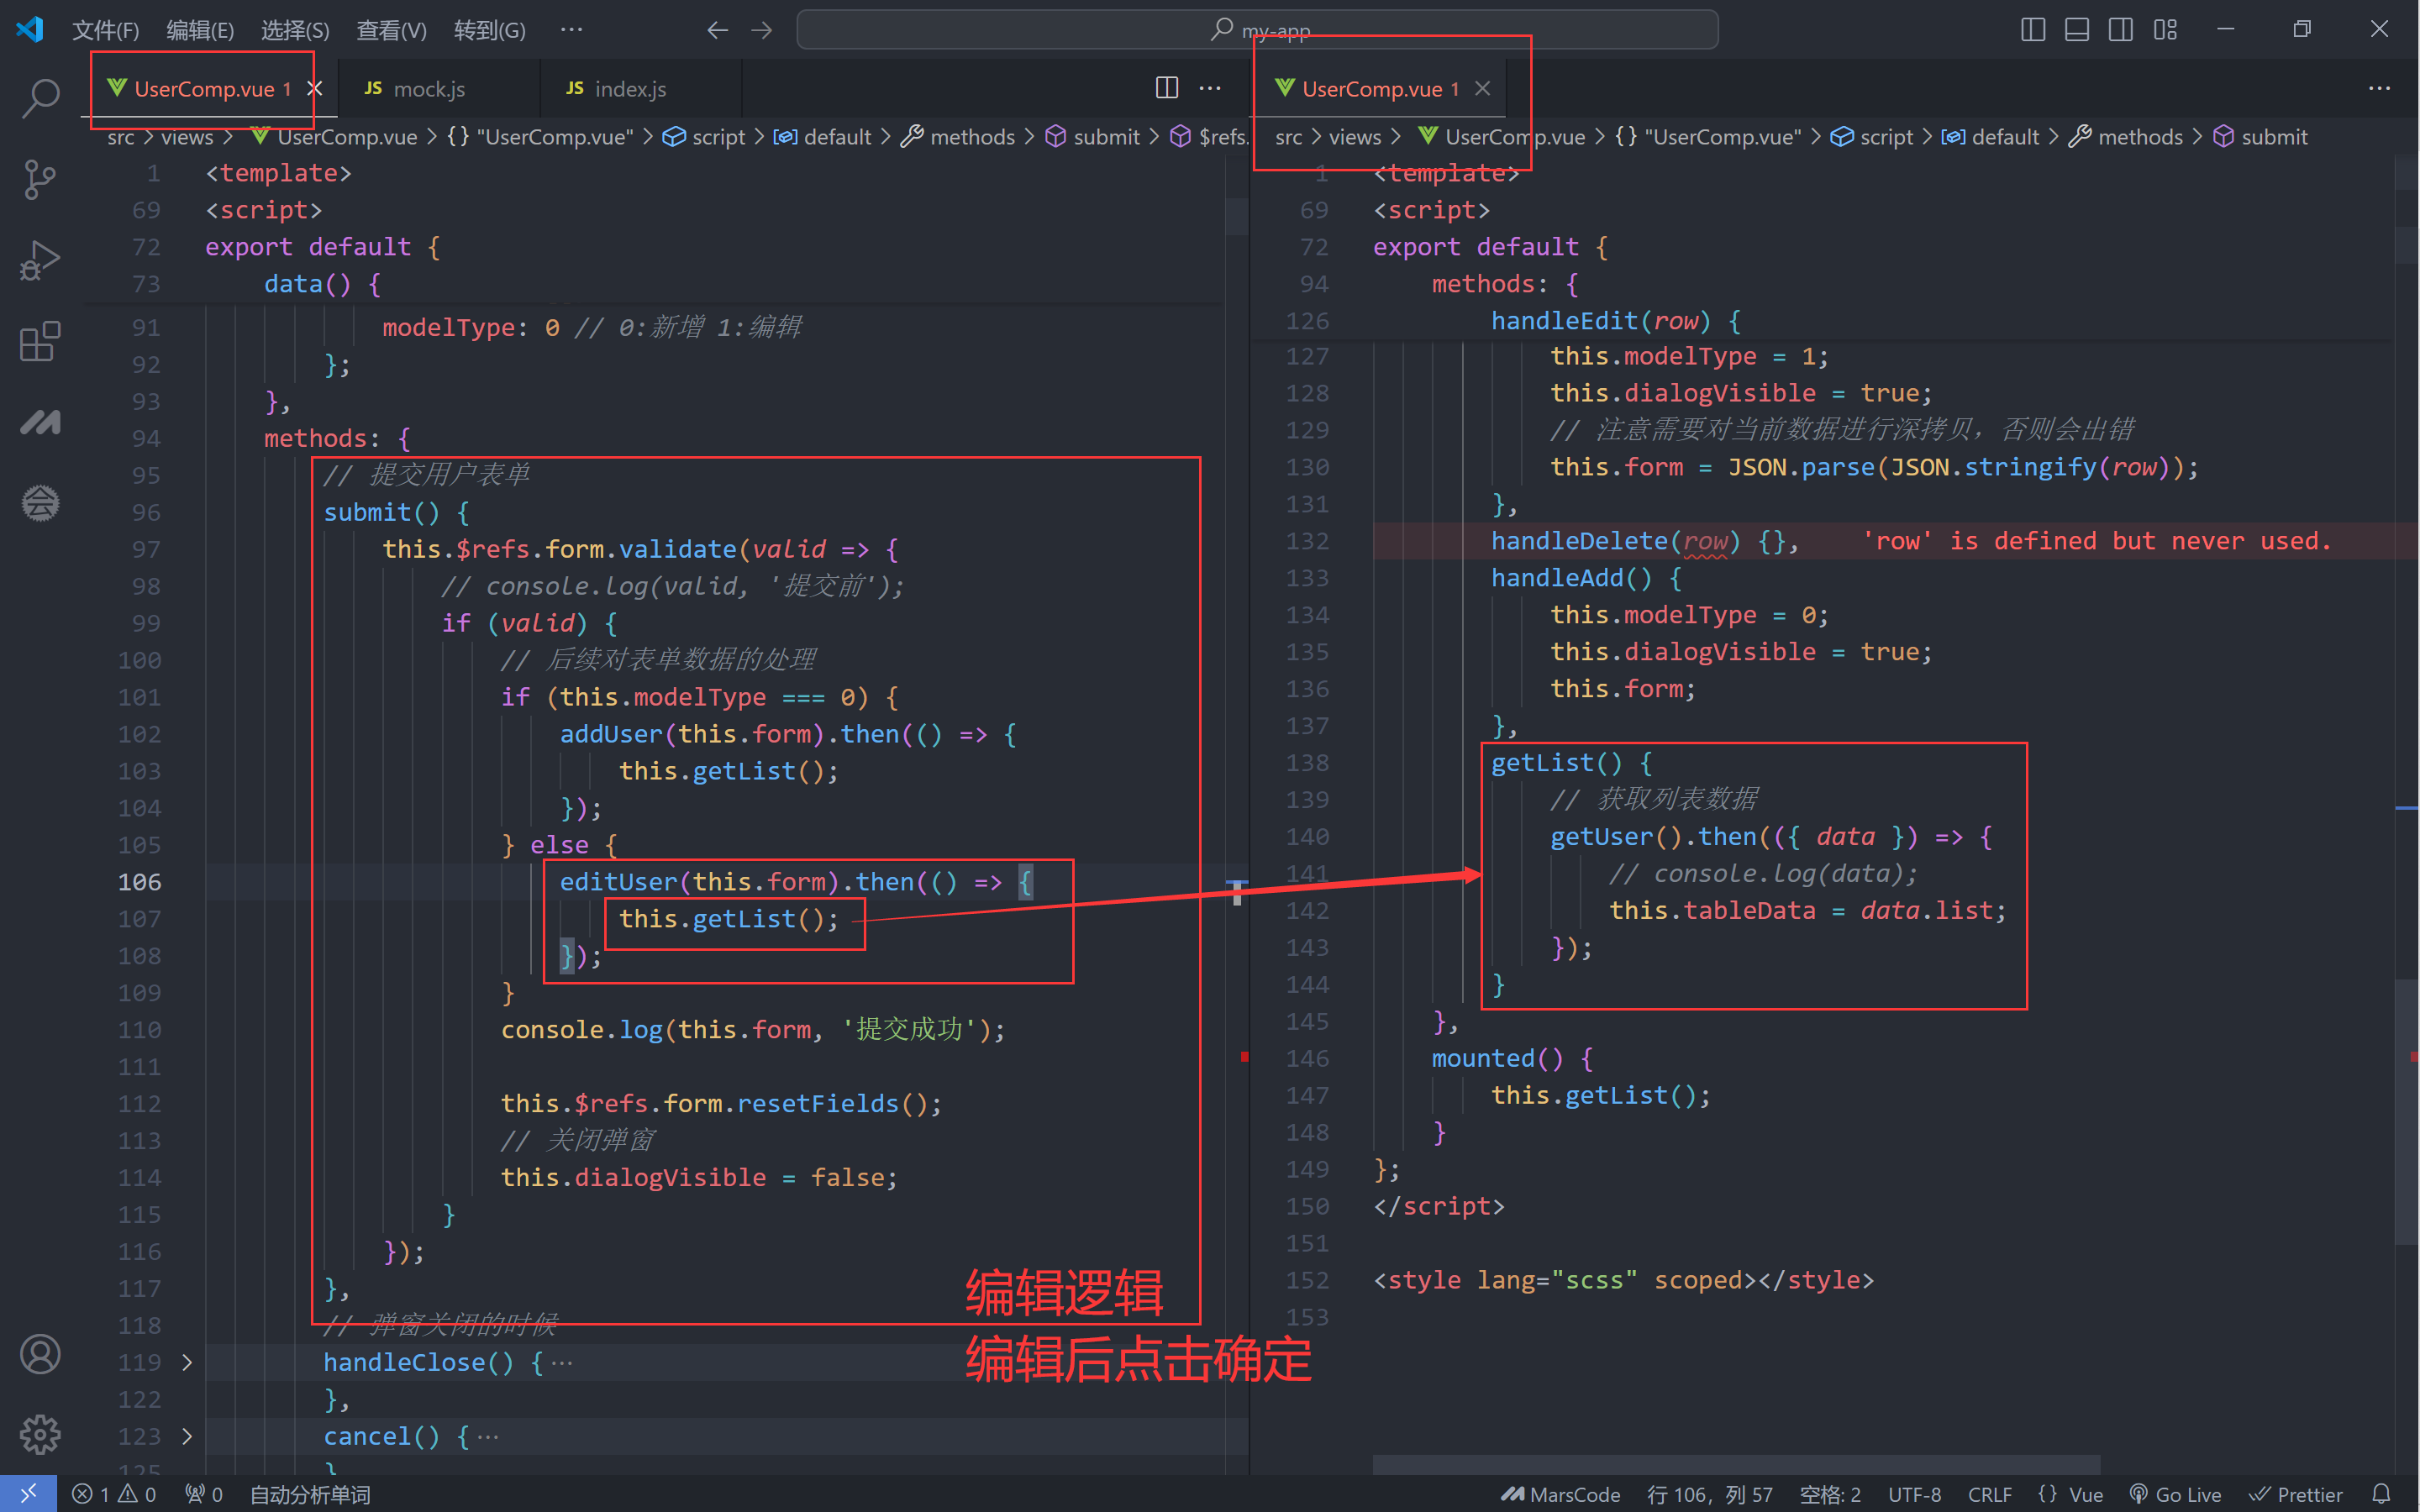 文件(F) 编辑(E) 选择(S) 查看(V) 转到(G) ··· my-app
UserComp.vue 1 JS mock.js JS index.js ···
src > views > UserComp.vue > {} "UserComp.vue" > script > default > methods > submit > $refs.
1 <template>
69 <script>
72 export default {
73 data() {
91 modelType: 0 // 0:新增 1:编辑
92 };
93 },
94 methods: {
95 // 提交用户表单
96 submit() {
97 this.$refs.form.validate(valid => {
98 // console.log(valid, '提交前');
99 if (valid) {
100 // 后续对表单数据的处理
101 if (this.modelType === 0) {
102 addUser(this.form).then(() => {
103 this.getList();
104 });
105 } else {
106 editUser(this.form).then(() => {
107 this.getList();
108 });
109 }
110 console.log(this.form, '提交成功');
111
112 this.$refs.form.resetFields();
113 // 关闭弹窗
114 this.dialogVisible = false;
115 }
116 });
117 },
118 // 弹窗关闭的时候
119 handleClose() { ···
122 },
123 cancel() { ···
125 }
编辑逻辑
编辑后点击确定
UserComp.vue 1 ···
src > views > UserComp.vue > {} "UserComp.vue" > script > default > methods > submit
1 <template>
69 <script>
72 export default {
94 methods: {
126 handleEdit(row) {
127 this.modelType = 1;
128 this.dialogVisible = true;
129 // 注意需要对当前数据进行深拷贝，否则会出错
130 this.form = JSON.parse(JSON.stringify(row));
131 },
132 handleDelete(row) {}, 'row' is defined but never used.
133 handleAdd() {
134 this.modelType = 0;
135 this.dialogVisible = true;
136 this.form;
137 },
138 getList() {
139 // 获取列表数据
140 getUser().then(({ data }) => {
141 // console.log(data);
142 this.tableData = data.list;
143 });
144 }
145 },
146 mounted() {
147 this.getList();
148 }
149 };
150 </script>
151
152 <style lang="scss" scoped></style>
153
1 0 0 自动分析单词 MarsCode 行 106，列 57 空格: 2 UTF-8 CRLF {} Vue Go Live Prettier